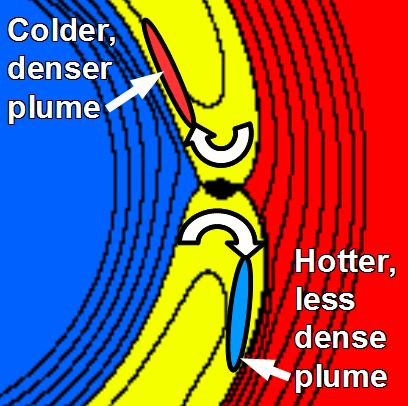 Colder,
denser
plume
Hotter,
less
dense
plume